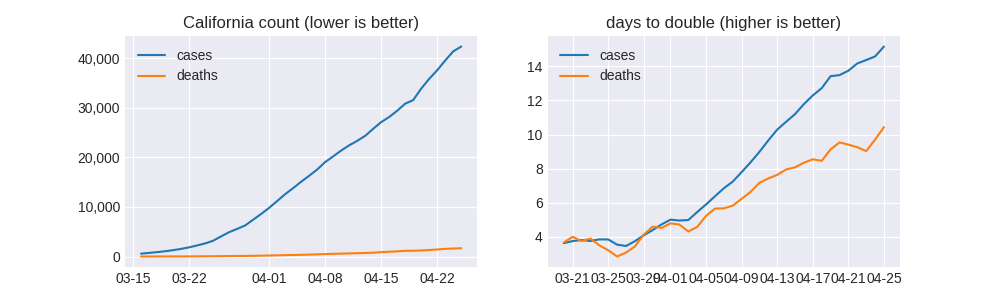 California count (lower is better)
cases
deaths
40,000
30,000
20,000
10,000
0
03-15 03-22 04-01 04-08 04-15 04-22
days to double (higher is better)
cases
deaths
14
12
10
8
6
4
03-21 03-25 03-29 04-01 04-05 04-09 04-13 04-17 04-21 04-25